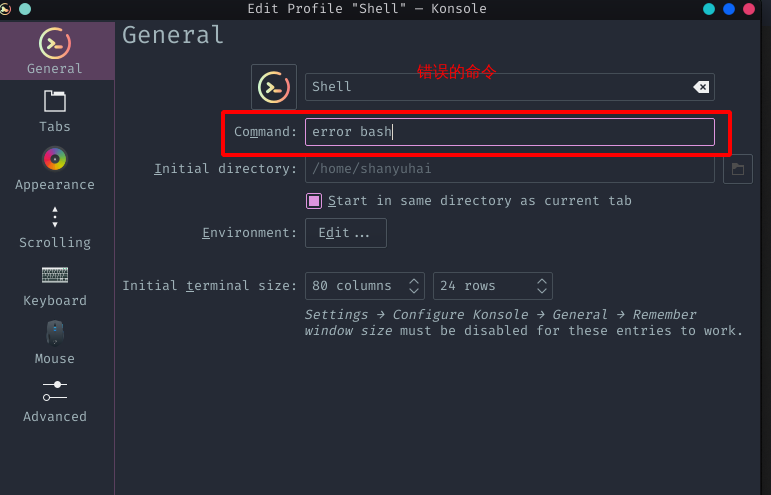 Edit Profile "Shell" — Konsole
General
General
错误的命令
Shell
Command: error bash
Tabs
Initial directory: /home/shanyuhai
Appearance
Start in same directory as current tab
Environment: Edit...
Scrolling
Initial terminal size: 80 columns 24 rows
Keyboard
Settings → Configure Konsole → General → Remember
window size must be disabled for these entries to work.
Mouse
Advanced